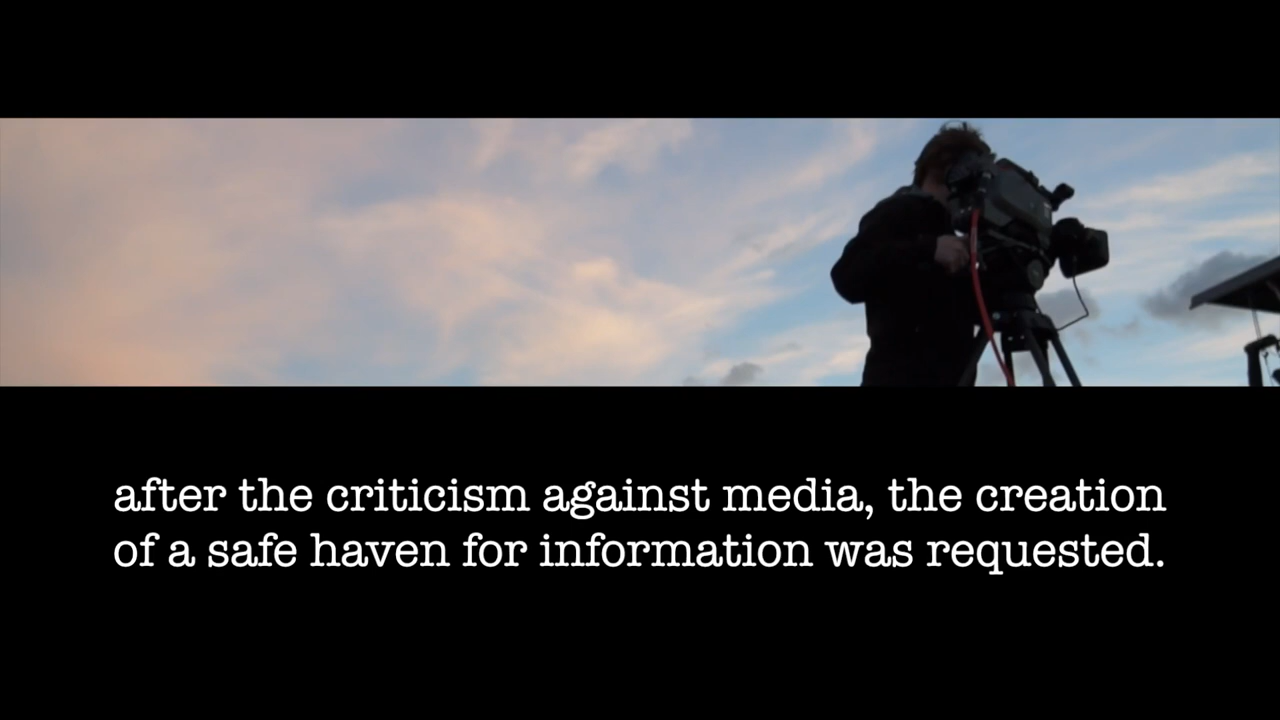 after the criticism against media, the creation
of a safe haven for information was requested.